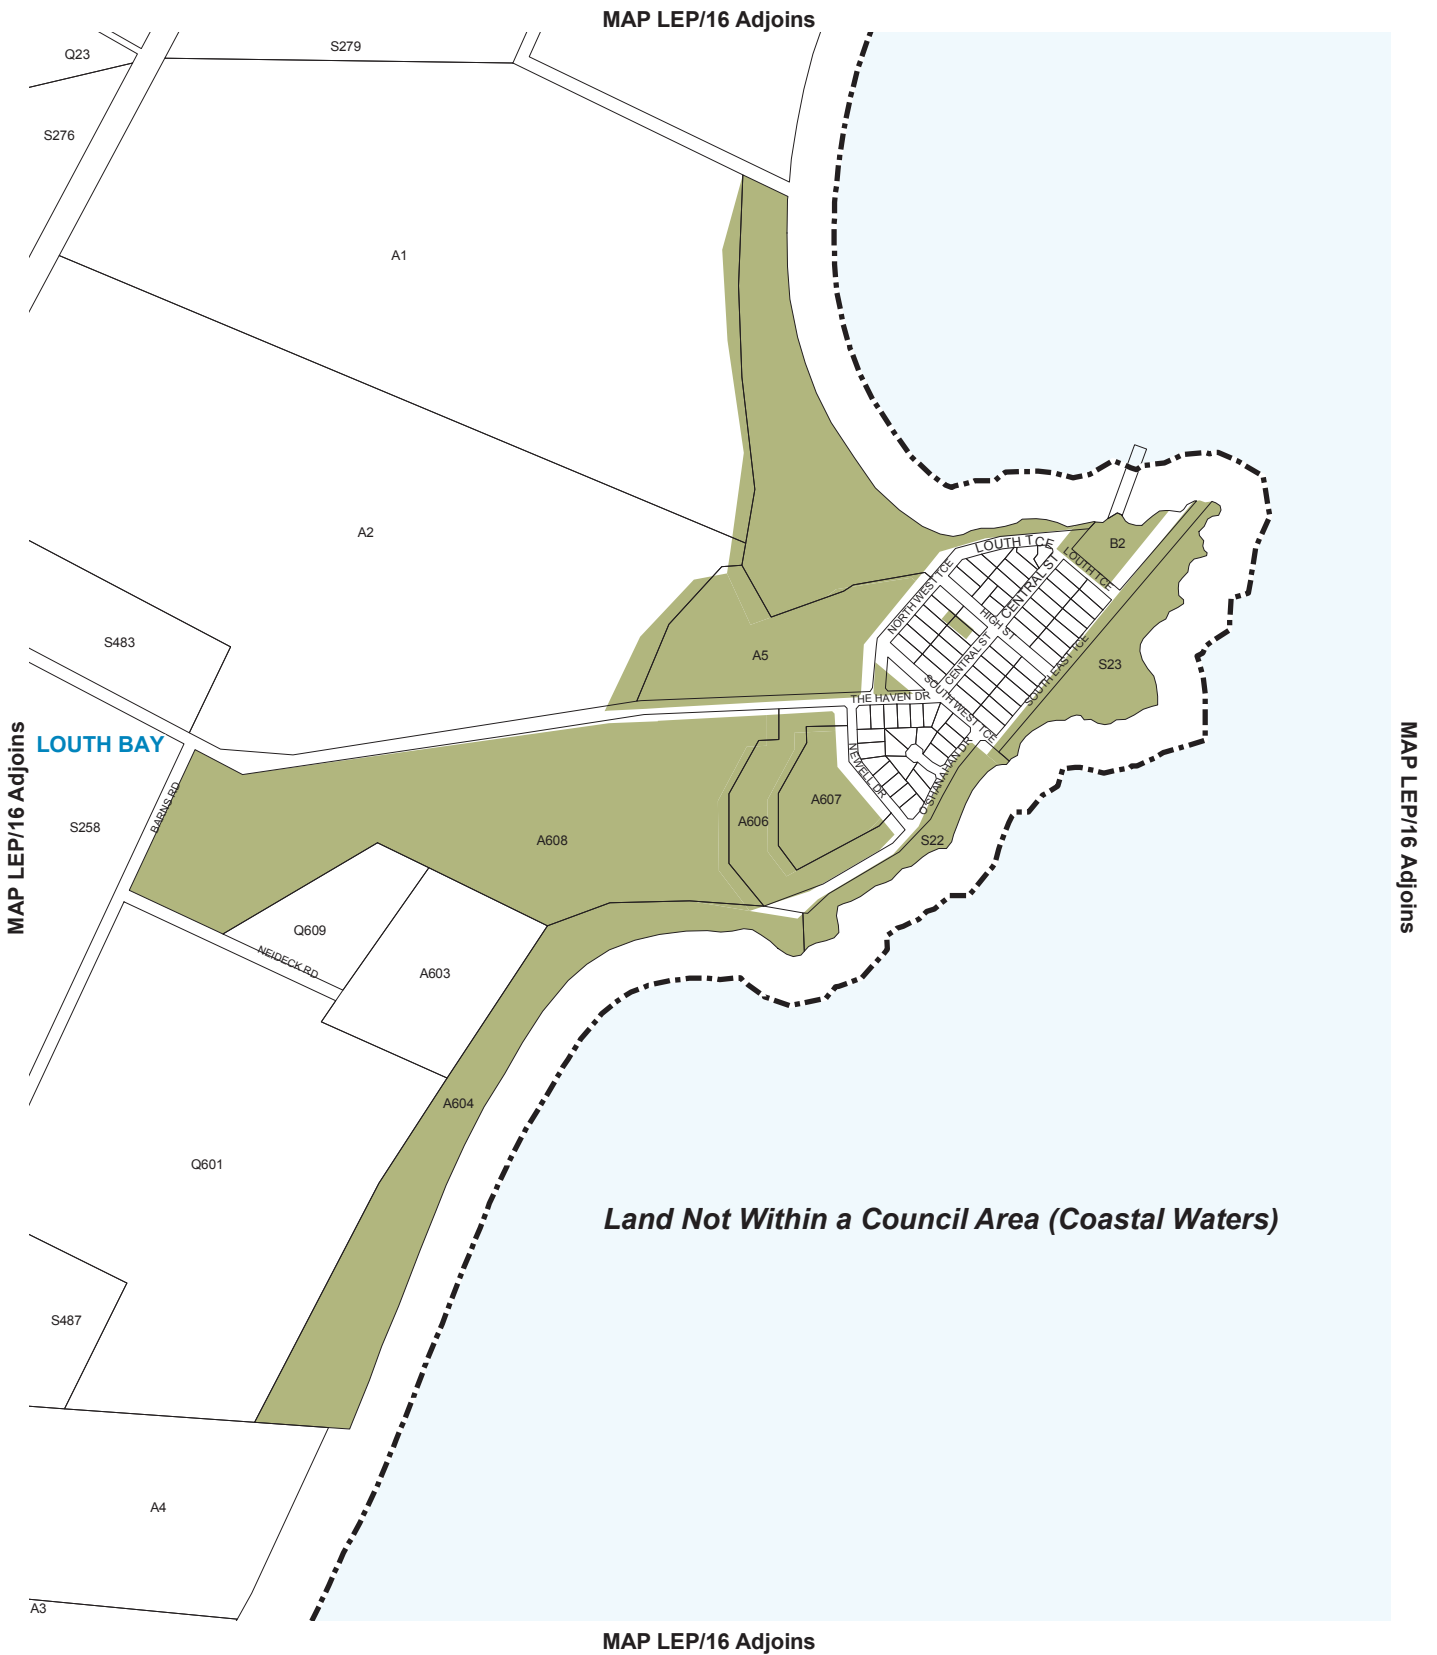 MAP LEP/16 Adjoins
Q23
S279
S276
A1
A2
LOUTH TCE
B2
LOUTH TCE
NORTH WEST TCE
CENTRAL ST
HIGH ST
S483
A5
CENTRAL ST
S23
SOUTH EAST TCE
SOUTH WEST TCE
THE HAVEN DR
LOUTH BAY
NEWELL DR
O'SHANAHAN DR
BARNS RD
A607
S258
A606
A608
S22
MAP LEP/16 Adjoins
MAP LEP/16 Adjoins
Q609
NEIDECK RD
A603
A604
Q601
Land Not Within a Council Area (Coastal Waters)
S487
A4
A3
MAP LEP/16 Adjoins